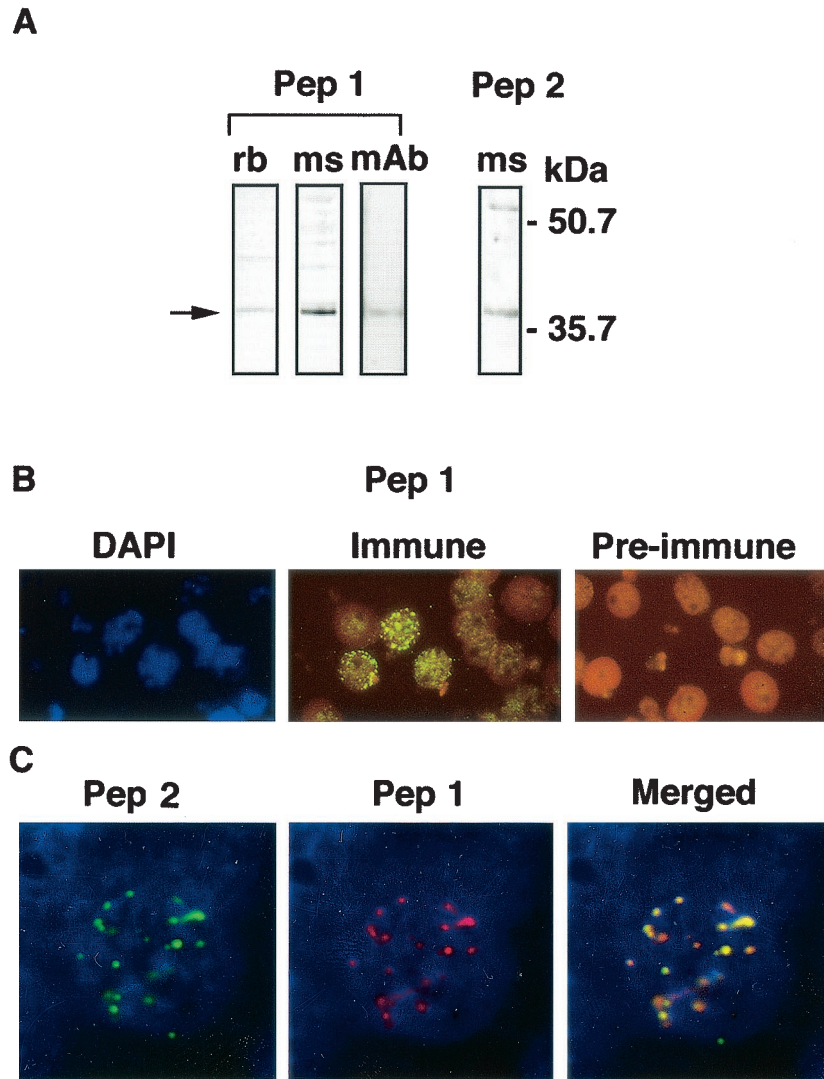 A
Pep 1 Pep 2
rb ms mAb ms kDa
- 50.7
- 35.7
B
Pep 1
DAPI Immune Pre-immune
C
Pep 2 Pep 1 Merged